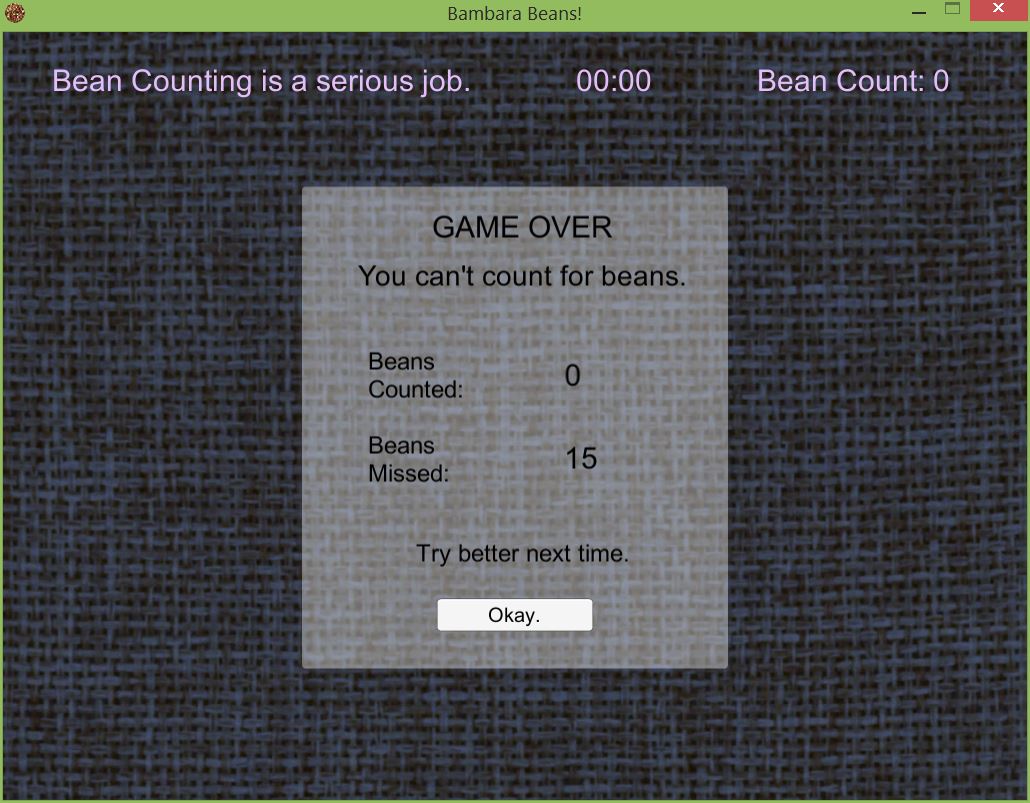 Bambara Beans!
Bean Counting is a serious job. 00:00 Bean Count: 0
GAME OVER
You can't count for beans.
Beans
Counted: 0
Beans
Missed: 15
Try better next time.
Okay.